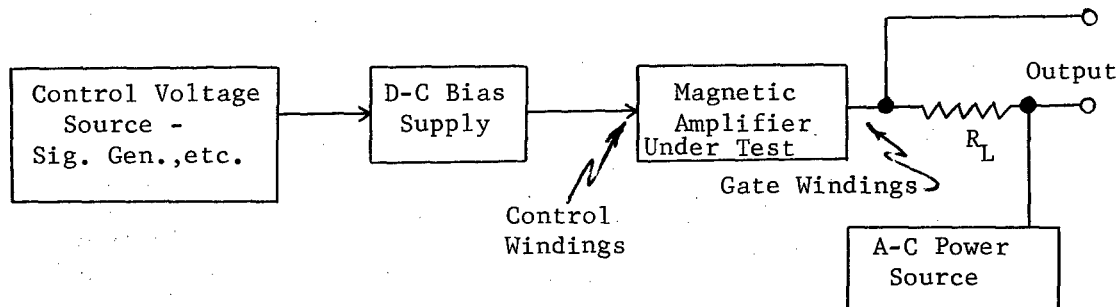 Control Voltage
Source -
Sig. Gen.,etc.
D-C Bias
Supply
Magnetic
Amplifier
Under Test
Output
R_L
Gate Windings
Control
Windings
A-C Power
Source